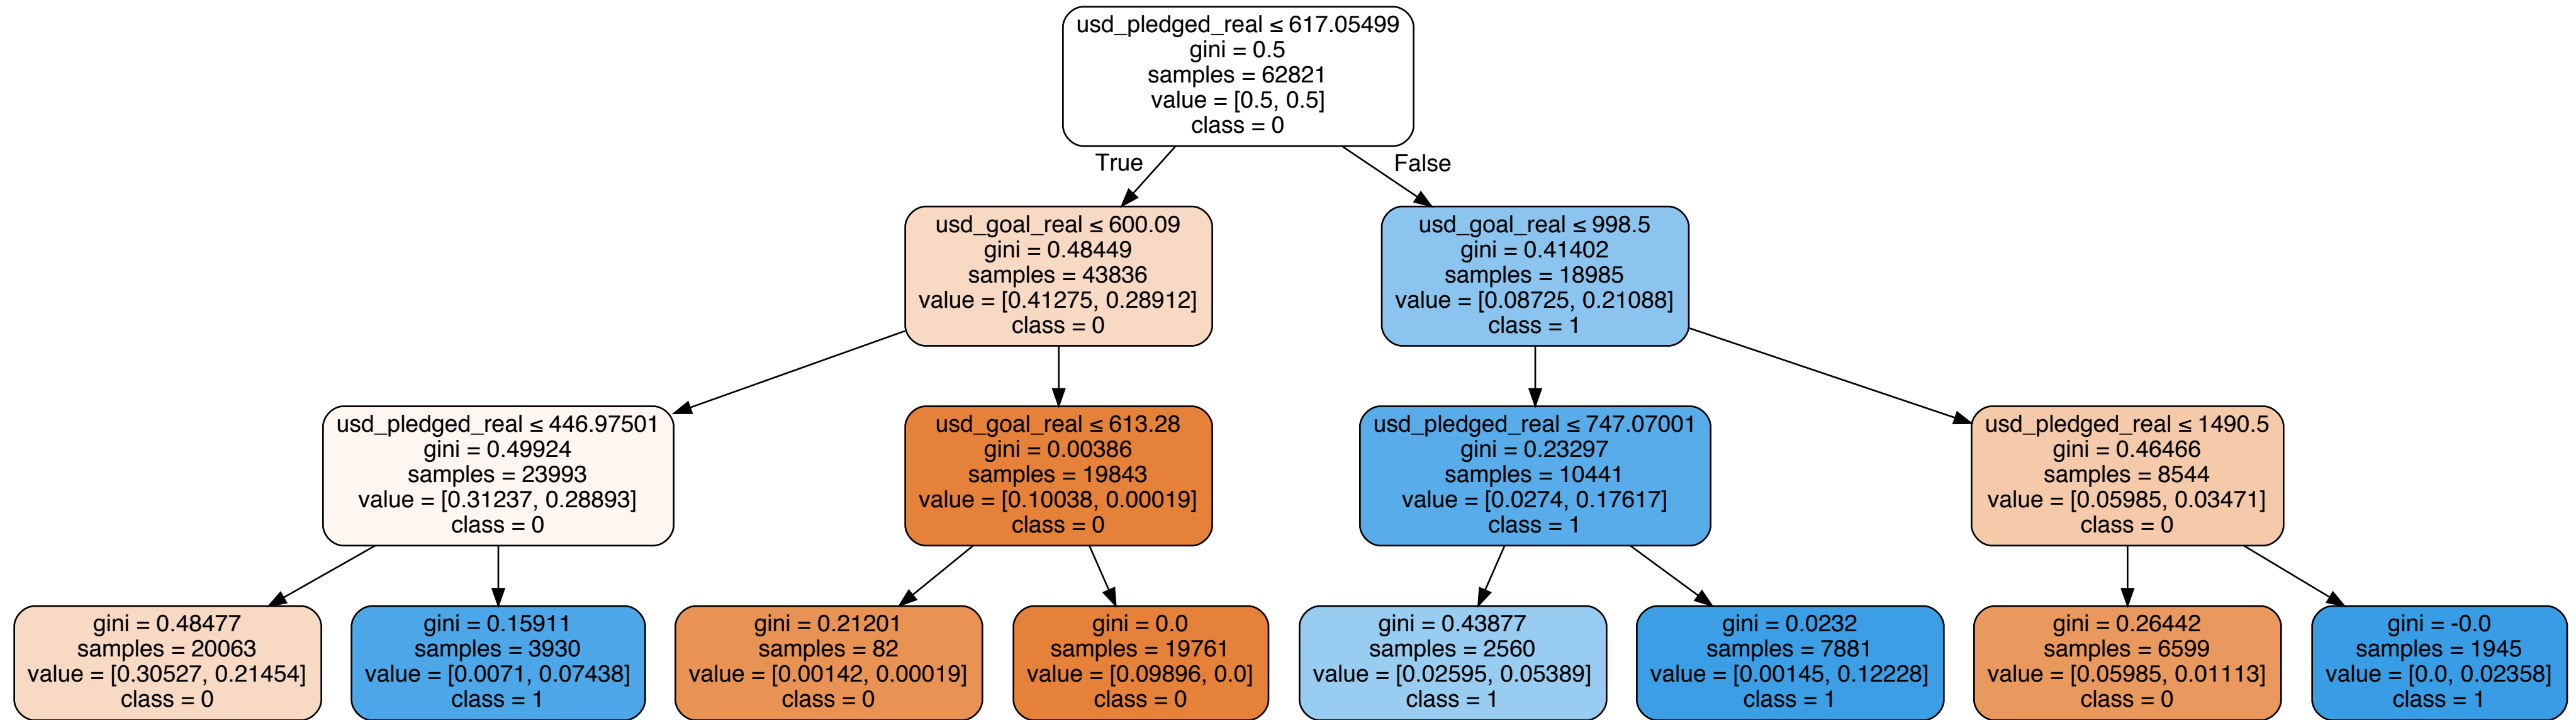 usd_pledged_real ≤ 617.05499
gini = 0.5
samples = 62821
value = [0.5, 0.5]
class = 0
True
False
usd_goal_real ≤ 600.09
gini = 0.48449
samples = 43836
value = [0.41275, 0.28912]
class = 0
usd_goal_real ≤ 998.5
gini = 0.41402
samples = 18985
value = [0.08725, 0.21088]
class = 1
usd_pledged_real ≤ 446.97501
gini = 0.49924
samples = 23993
value = [0.31237, 0.28893]
class = 0
usd_goal_real ≤ 613.28
gini = 0.00386
samples = 19843
value = [0.10038, 0.00019]
class = 0
usd_pledged_real ≤ 747.07001
gini = 0.23297
samples = 10441
value = [0.0274, 0.17617]
class = 1
usd_pledged_real ≤ 1490.5
gini = 0.46466
samples = 8544
value = [0.05985, 0.03471]
class = 0
gini = 0.48477
samples = 20063
value = [0.30527, 0.21454]
class = 0
gini = 0.15911
samples = 3930
value = [0.0071, 0.07438]
class = 1
gini = 0.21201
samples = 82
value = [0.00142, 0.00019]
class = 0
gini = 0.0
samples = 19761
value = [0.09896, 0.0]
class = 0
gini = 0.43877
samples = 2560
value = [0.02595, 0.05389]
class = 1
gini = 0.0232
samples = 7881
value = [0.00145, 0.12228]
class = 1
gini = 0.26442
samples = 6599
value = [0.05985, 0.01113]
class = 0
gini = -0.0
samples = 1945
value = [0.0, 0.02358]
class = 1